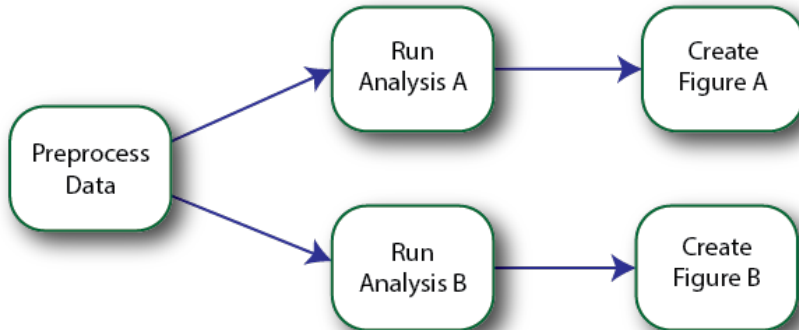 Preprocess
Data
Run
Analysis A
Create
Figure A
Run
Analysis B
Create
Figure B